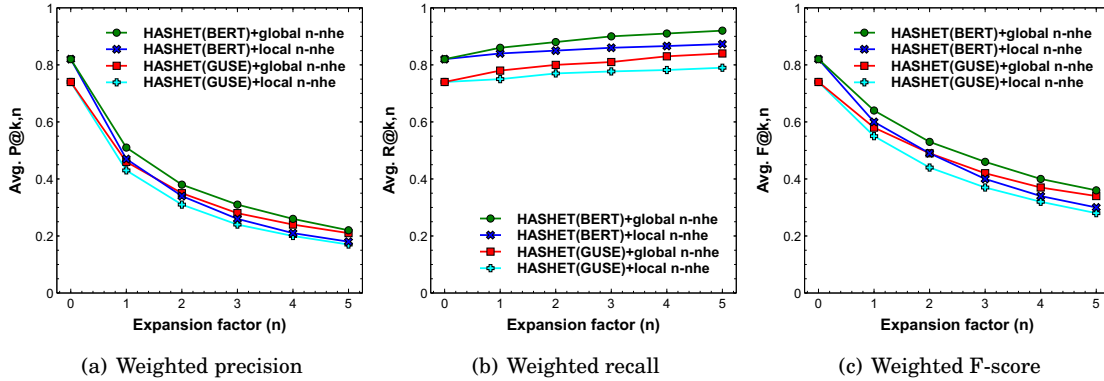 HASHET(BERT)+global n-nhe
HASHET(BERT)+local n-nhe
HASHET(GUSE)+global n-nhe
HASHET(GUSE)+local n-nhe
Avg. P@k,n
1
0.8
0.6
0.4
0.2
0
0 1 2 3 4 5
Expansion factor (n)
(a) Weighted precision
Avg. R@k,n
1
0.8
0.6
0.4
0.2
0
HASHET(BERT)+global n-nhe
HASHET(BERT)+local n-nhe
HASHET(GUSE)+global n-nhe
HASHET(GUSE)+local n-nhe
0 1 2 3 4 5
Expansion factor (n)
(b) Weighted recall
HASHET(BERT)+global n-nhe
HASHET(BERT)+local n-nhe
HASHET(GUSE)+global n-nhe
HASHET(GUSE)+local n-nhe
Avg. F@k,n
1
0.8
0.6
0.4
0.2
0
0 1 2 3 4 5
Expansion factor (n)
(c) Weighted F-score